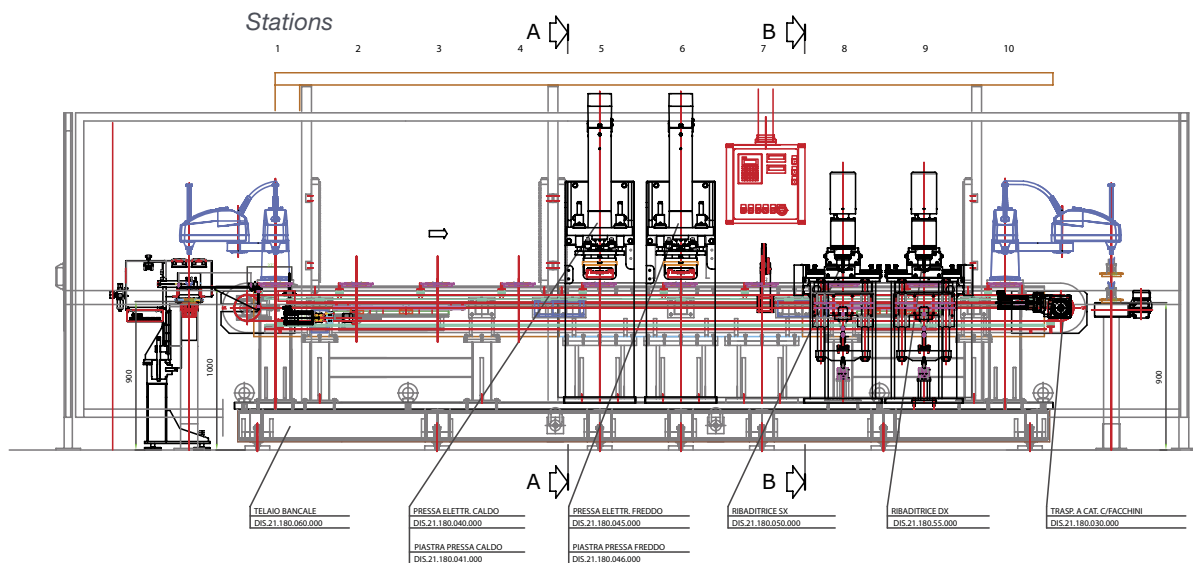 Stations
A
B
1
2
3
4
5
6
7
8
9
10
900
1000
900
A
B
TELAIO BANCALE
DIS.21.180.060.000
PRESSA ELETTR. CALDO
DIS.21.180.040.000
PIASTRA PRESSA CALDO
DIS.21.180.041.000
PRESSA ELETTR. FREDDO
DIS.21.180.045.000
PIASTRA PRESSA FREDDO
DIS.21.180.046.000
RIBADITRICE SX
DIS.21.180.050.000
RIBADITRICE DX
DIS.21.180.55.000
TRASP. A CAT. C/FACCHINI
DIS.21.180.030.000